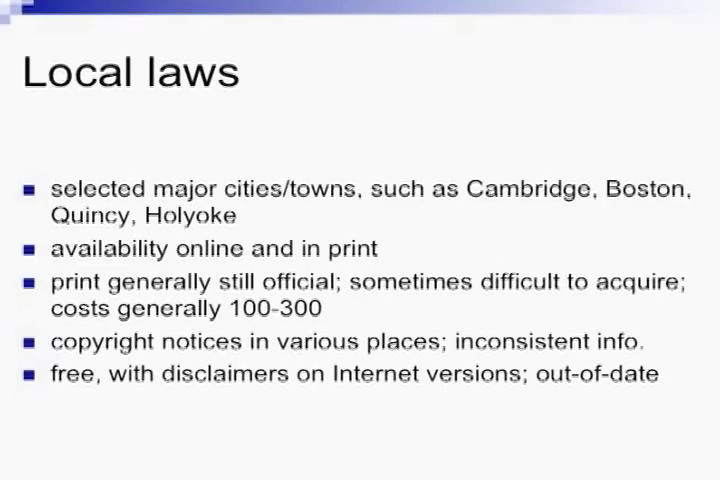 Local laws
selected major cities/towns, such as Cambridge, Boston,
Quincy, Holyoke
availability online and in print
print generally still official; sometimes difficult to acquire;
costs generally 100-300
copyright notices in various places; inconsistent info.
free, with disclaimers on Internet versions; out-of-date